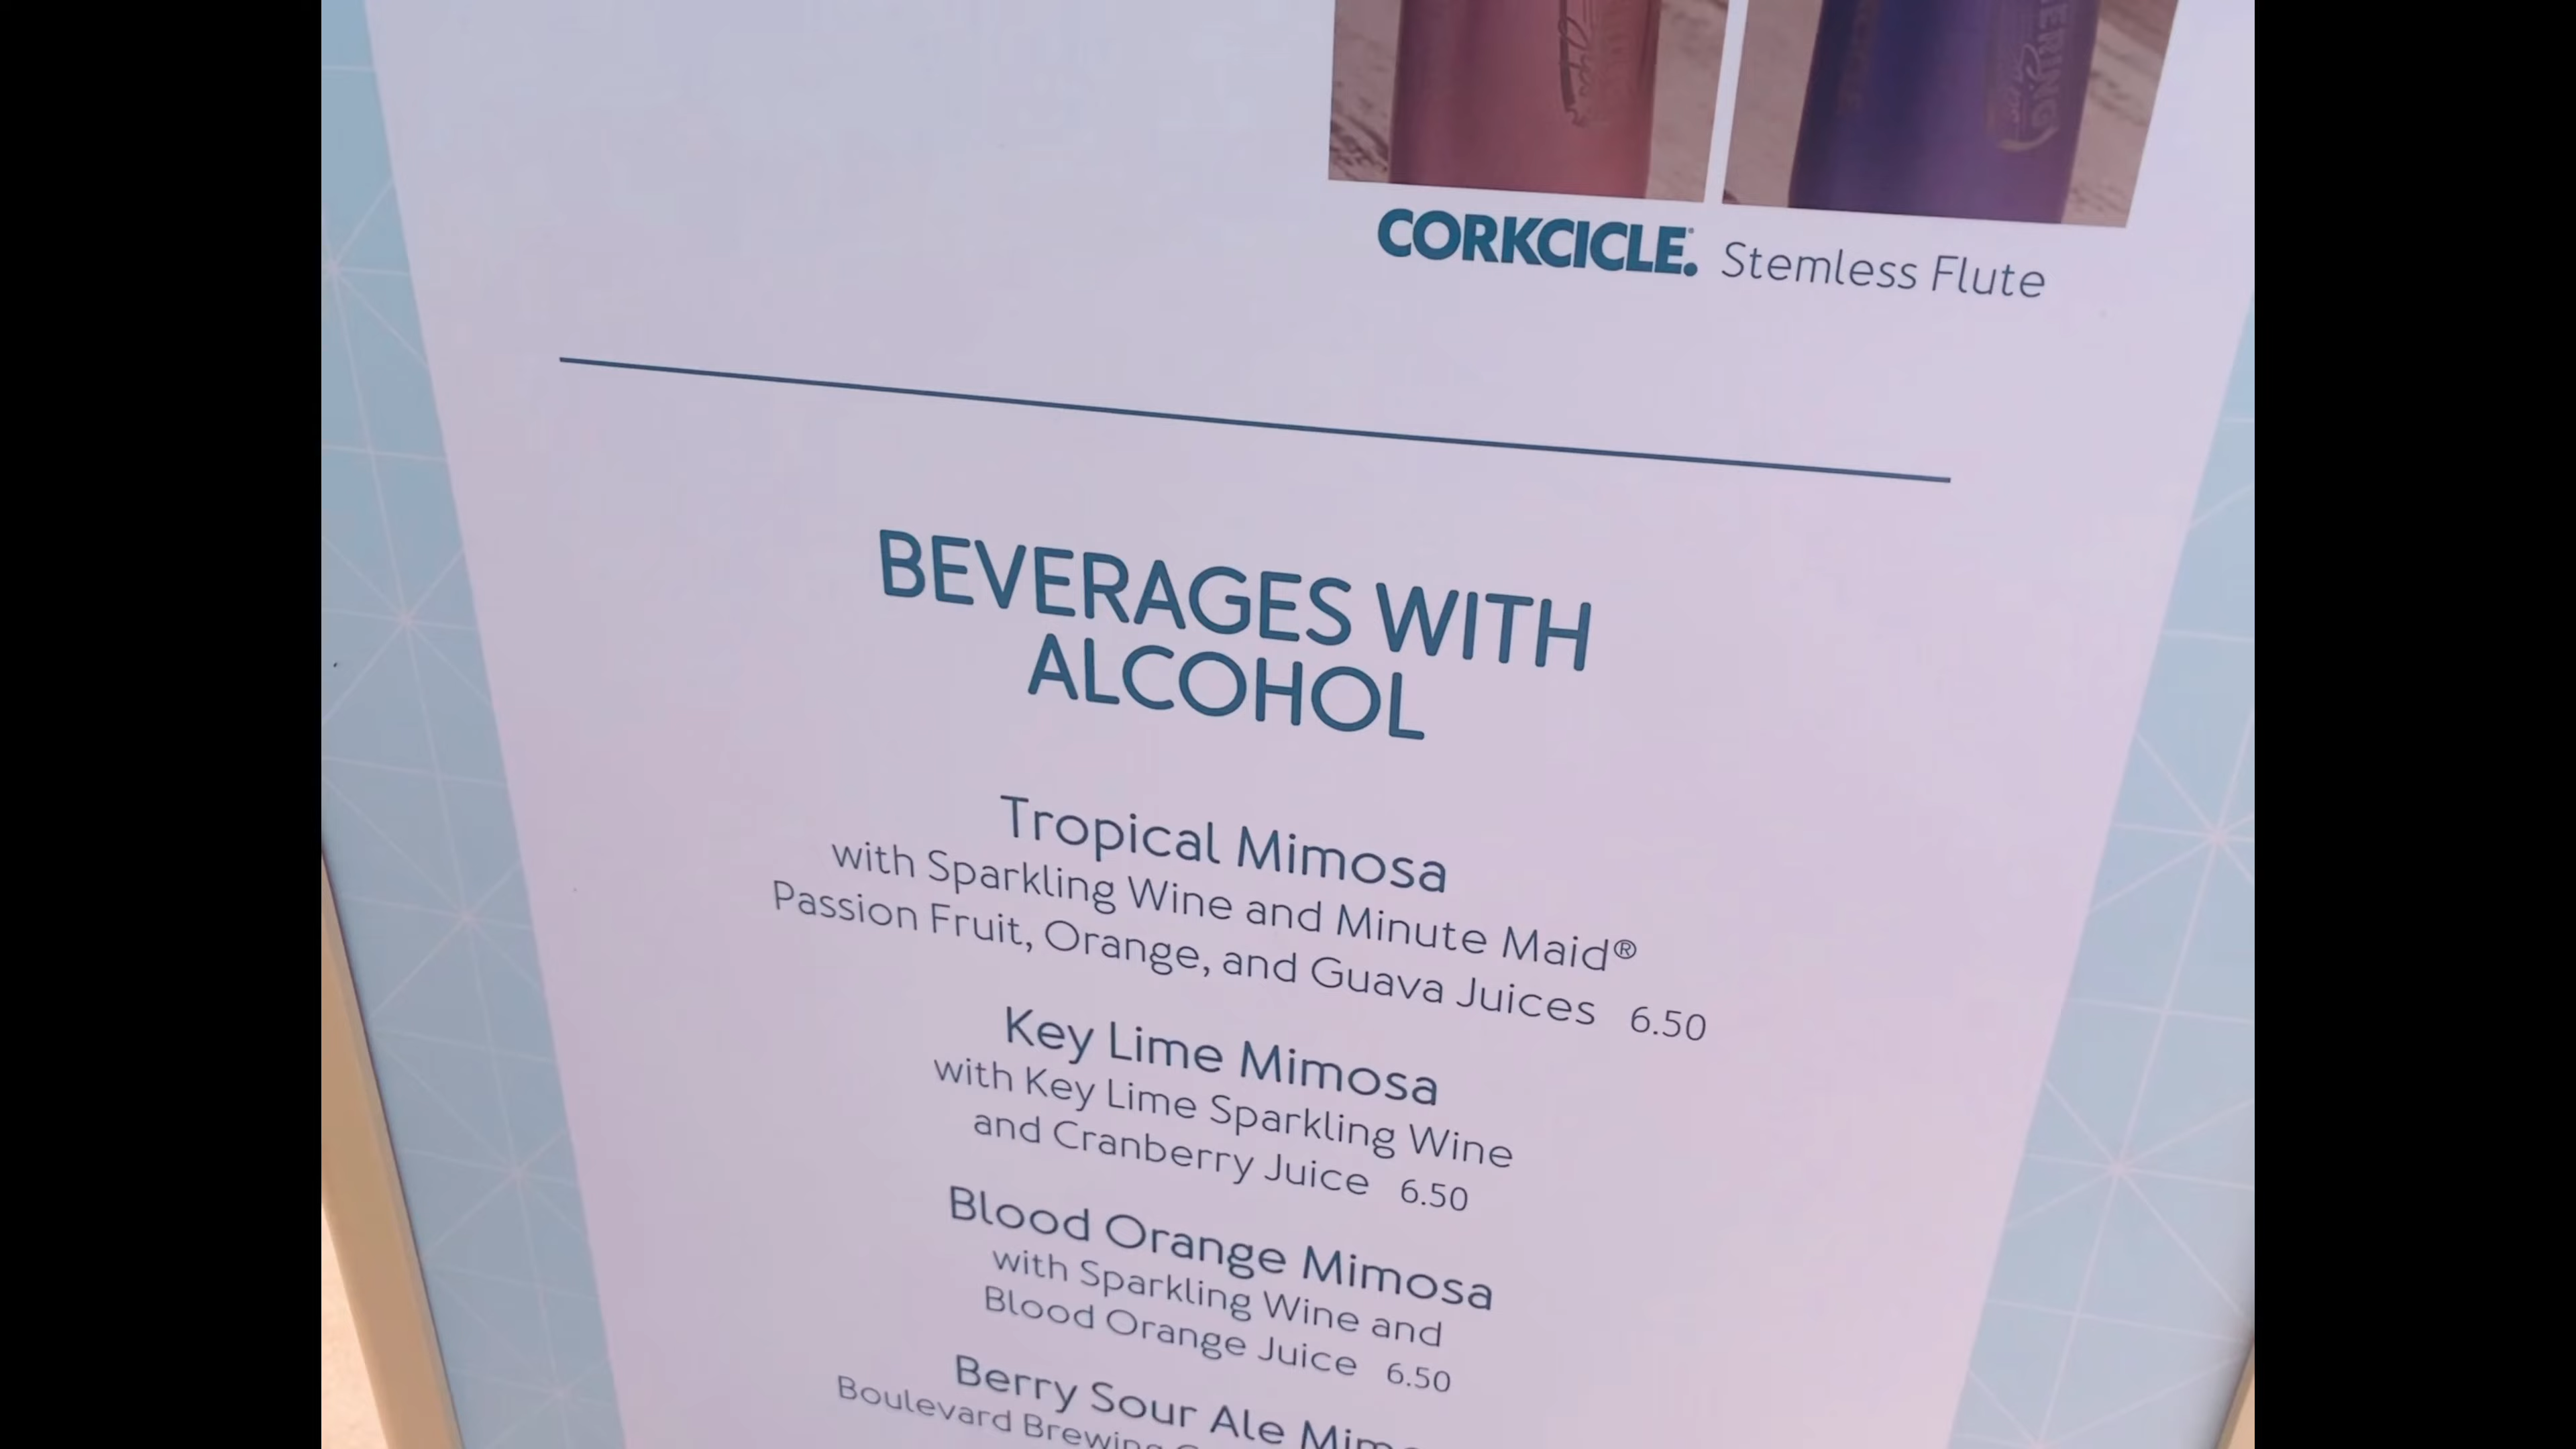 CORKCICLE. Stemless Flute
BEVERAGES WITH
ALCOHOL
Tropical Mimosa
with Sparkling Wine and Minute Maid®
Passion Fruit, Orange, and Guava Juices 6.50
Key Lime Mimosa
with Key Lime Sparkling Wine
and Cranberry Juice 6.50
Blood Orange Mimosa
with Sparkling Wine and
Blood Orange Juice 6.50
Berry Sour Ale
Boulevard Brewing